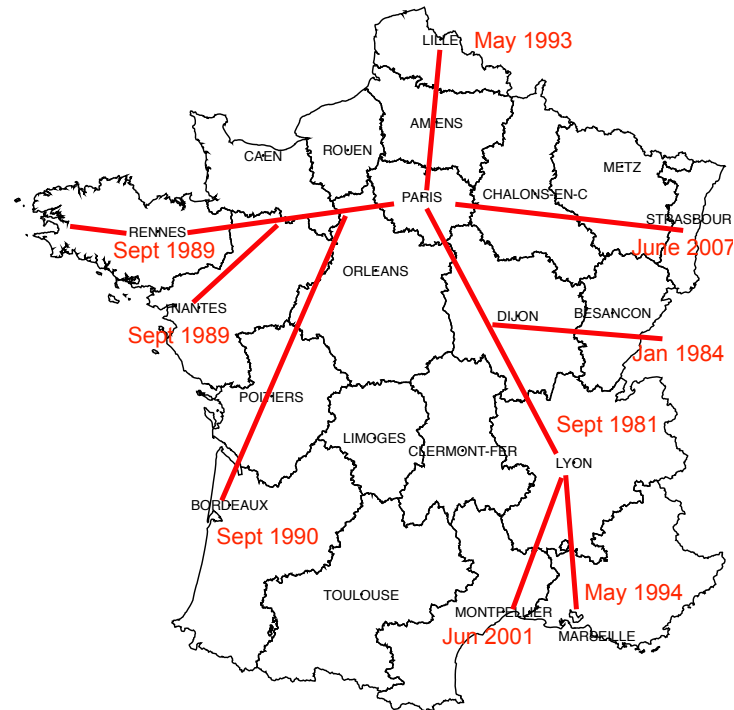 LILLE
May 1993
AMIENS
ROUEN
CAEN
METZ
CHALONS-EN-C
PARIS
STRASBOUR
RENNES
Sept 1989
June 2007
ORLEANS
NANTES
Sept 1989
DIJON
BESANCON
Jan 1984
POITIERS
LIMOGES
CLERMONT-FER
Sept 1981
LYON
BORDEAUX
Sept 1990
TOULOUSE
May 1994
MONTPELLIER
Jun 2001
MARSEILLE